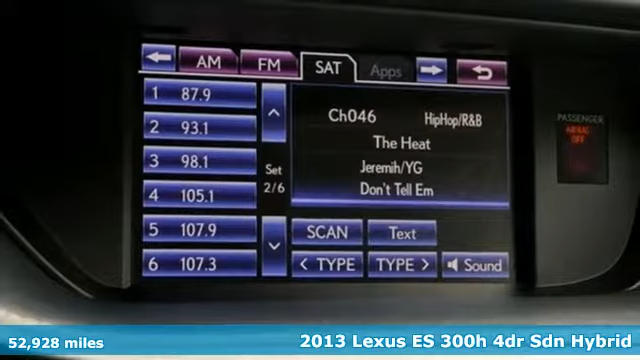 AM FM SAT Apps
1 87.9
2 93.1
3 98.1
4 105.1
5 107.9
6 107.3
Set
2/6
Ch046 HipHop/R&B
The Heat
Jeremih/YG
Don't Tell Em
SCAN Text
< TYPE TYPE > Sound
PASSENGER
AIRBAG
OFF
52,928 miles
2013 Lexus ES 300h 4dr Sdn Hybrid